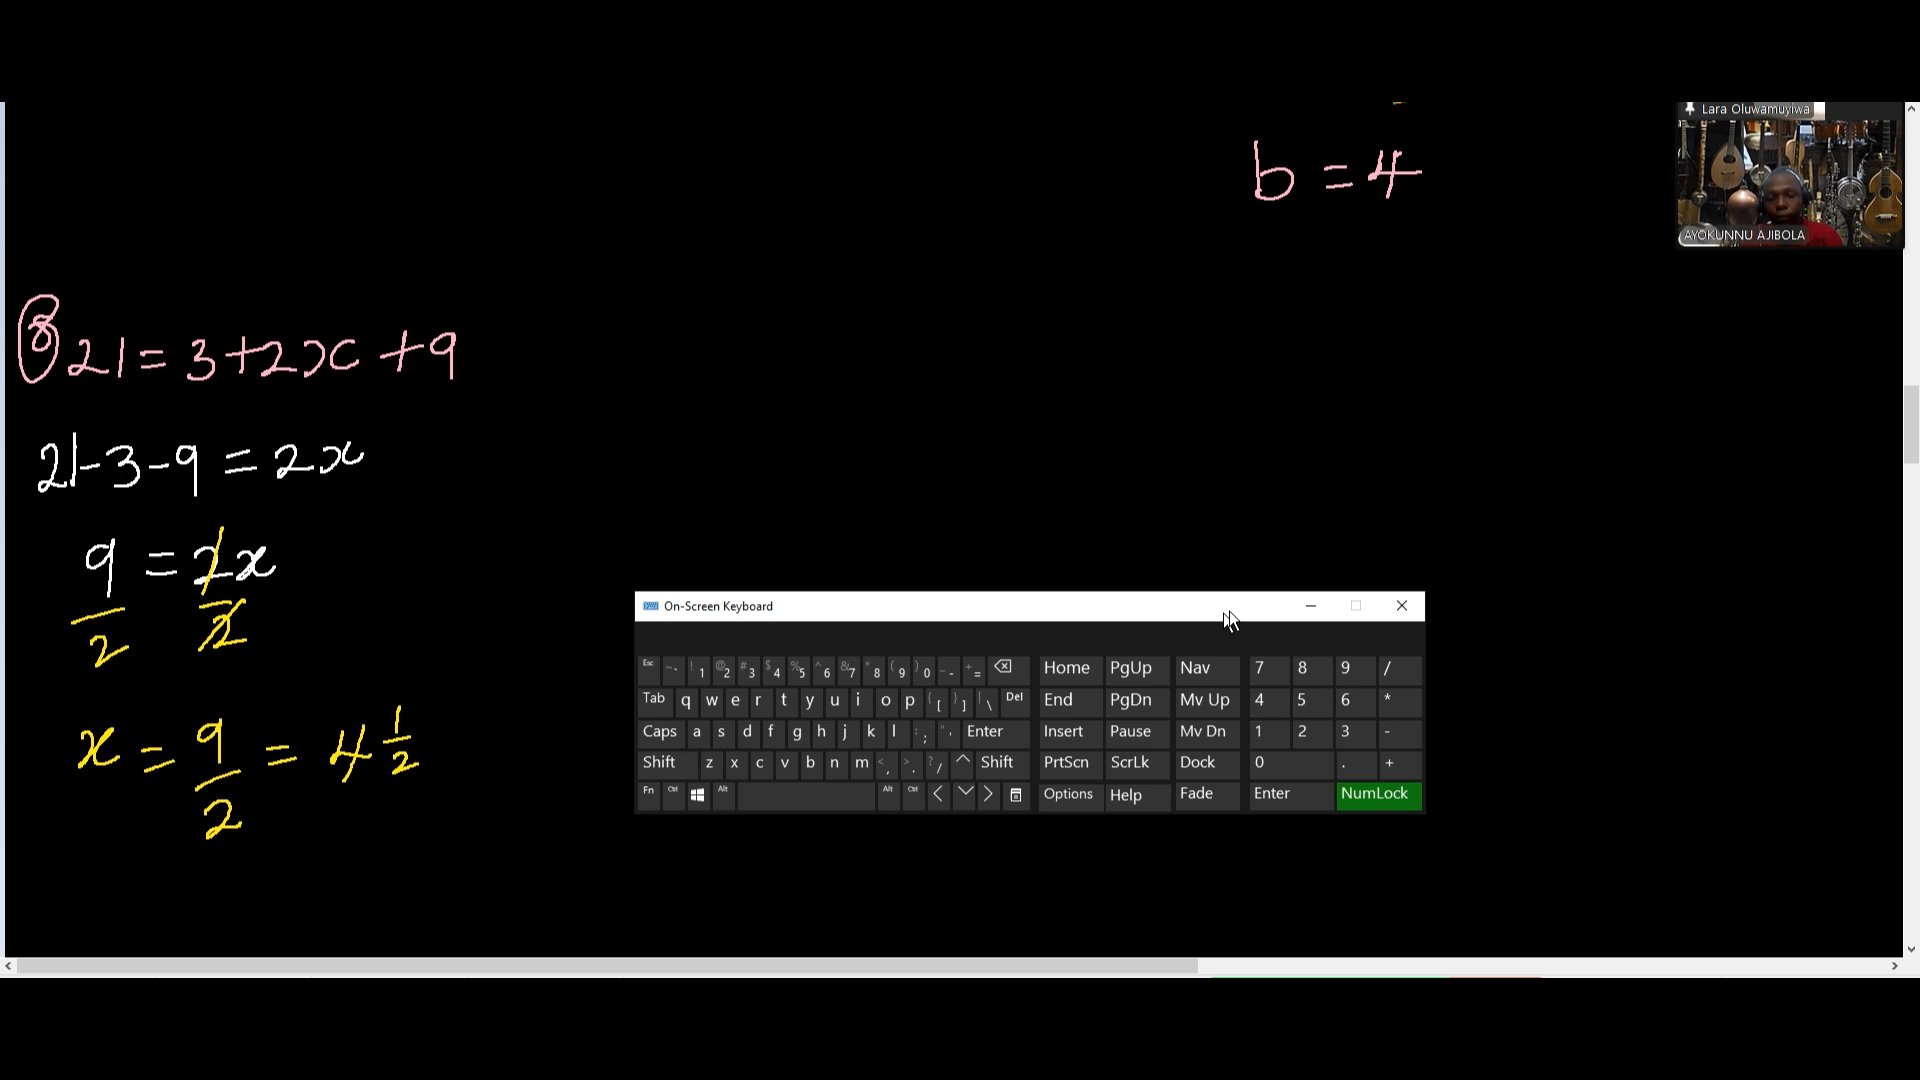 Lara Oluwamuyiwa
b = 4
AYOKUNNU AJIBOLA
⑧ 21 = 3 + 2x + 9
21 - 3 - 9 = 2x
9/2 = 2x/2
x = 9/2 = 4 1/2
On-Screen Keyboard
Esc ~ ` ! 1 @ 2 # 3 $ 4 % 5 ^ 6 & 7 * 8 ( 9 ) 0 _ - + = Home PgUp Nav 7 8 9 /
Tab q w e r t y u i o p { [ } ] | \ Del End PgDn Mv Up 4 5 6 *
Caps a s d f g h j k l : ; " ' Enter Insert Pause Mv Dn 1 2 3 -
Shift z x c v b n m < , > . ? / ^ Shift PrtScn ScrLk Dock 0 . +
Fn Ctrl Alt Alt Ctrl Options Help Fade Enter NumLock